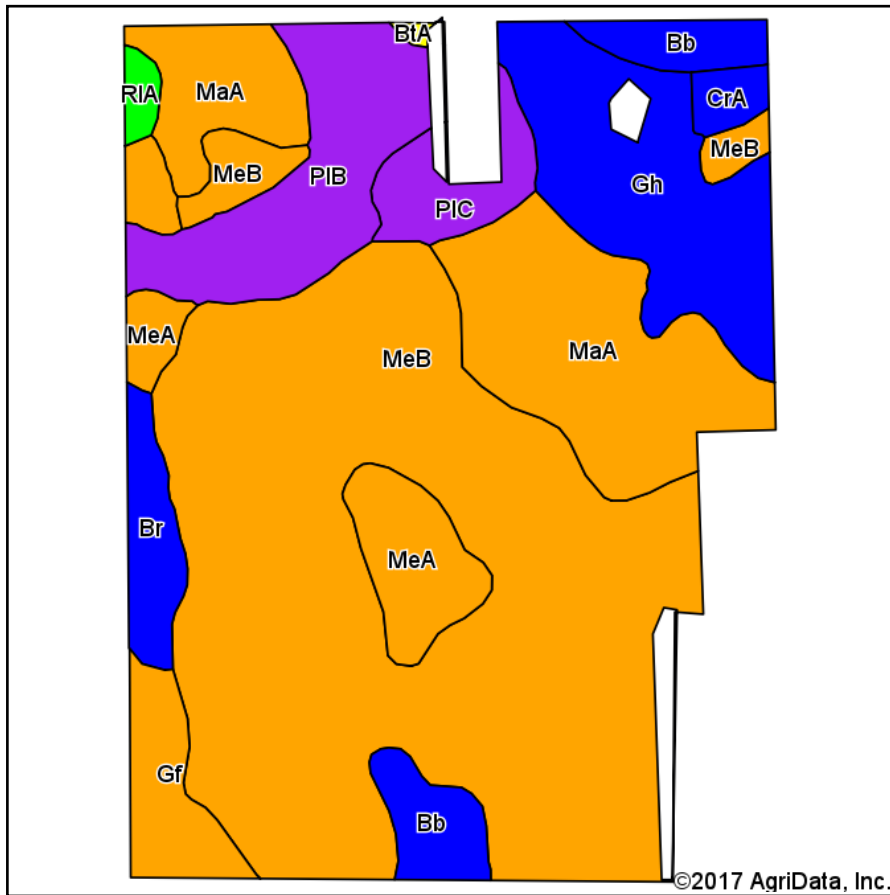 BtA
Bb
RIA
MaA
CrA
MeB
MeB
PIB
Gh
PIC
MeA
MeB
MaA
Br
MeA
Gf
Bb
©2017 AgriData, Inc.